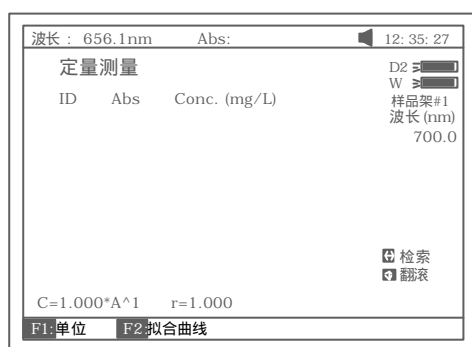 波长 : 656.1nm Abs: 12: 35: 27
定量测量
D2
W
ID Abs Conc. (mg/L)
样品架#1
波长 (nm)
700.0
检索
翻滚
C=1.000*A^1 r=1.000
F1:单位 F2:拟合曲线